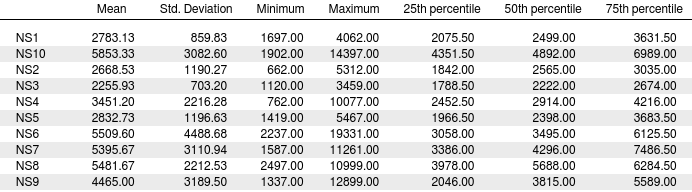 Mean Std. Deviation Minimum Maximum 25th percentile 50th percentile 75th percentile
NS1 2783.13 859.83 1697.00 4062.00 2075.50 2499.00 3631.50
NS10 5853.33 3082.60 1902.00 14397.00 4351.50 4892.00 6989.00
NS2 2668.53 1190.27 662.00 5312.00 1842.00 2565.00 3035.00
NS3 2255.93 703.20 1120.00 3459.00 1788.50 2222.00 2674.00
NS4 3451.20 2216.28 762.00 10077.00 2452.50 2914.00 4216.00
NS5 2832.73 1196.63 1419.00 5467.00 1966.50 2398.00 3683.50
NS6 5509.60 4488.68 2237.00 19331.00 3058.00 3495.00 6125.50
NS7 5395.67 3110.94 1587.00 11261.00 3386.00 4296.00 7486.50
NS8 5481.67 2212.53 2497.00 10999.00 3978.00 5688.00 6284.50
NS9 4465.00 3189.50 1337.00 12899.00 2046.00 3815.00 5589.00